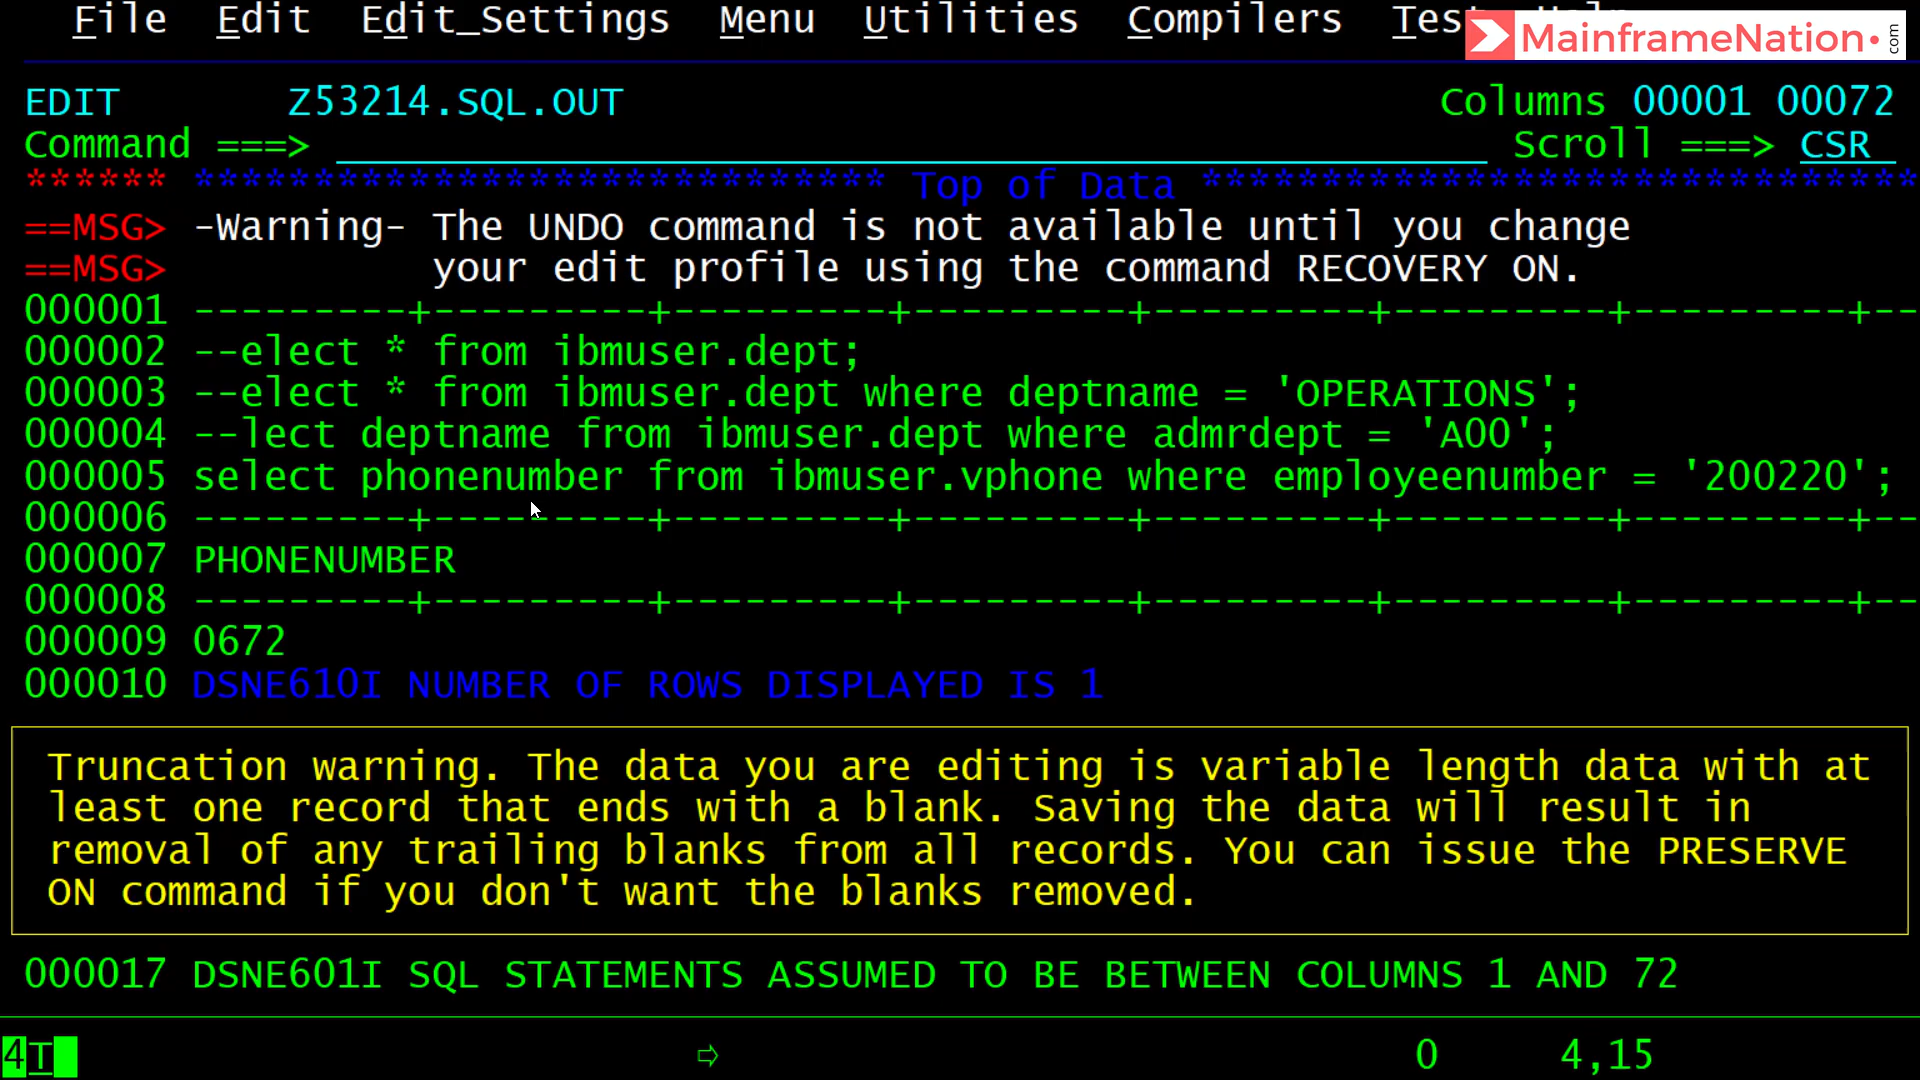 File Edit Edit_Settings Menu Utilities Compilers Test Help
MainframeNation.com
EDIT Z53214.SQL.OUT Columns 00001 00072
Command ===> Scroll ===> CSR
****** ***************************** Top of Data ******************************
==MSG> -Warning- The UNDO command is not available until you change
==MSG> your edit profile using the command RECOVERY ON.
000001 ---------+---------+---------+---------+---------+---------+---------+--
000002 --elect * from ibmuser.dept;
000003 --elect * from ibmuser.dept where deptname = 'OPERATIONS';
000004 --lect deptname from ibmuser.dept where admrdept = 'A00';
000005 select phonenumber from ibmuser.vphone where employeenumber = '200220';
000006 ---------+---------+---------+---------+---------+---------+---------+--
000007 PHONENUMBER
000008 ---------+---------+---------+---------+---------+---------+---------+--
000009 0672
000010 DSNE610I NUMBER OF ROWS DISPLAYED IS 1
Truncation warning. The data you are editing is variable length data with at
least one record that ends with a blank. Saving the data will result in
removal of any trailing blanks from all records. You can issue the PRESERVE
ON command if you don't want the blanks removed.
000017 DSNE601I SQL STATEMENTS ASSUMED TO BE BETWEEN COLUMNS 1 AND 72
4T 0 4,15